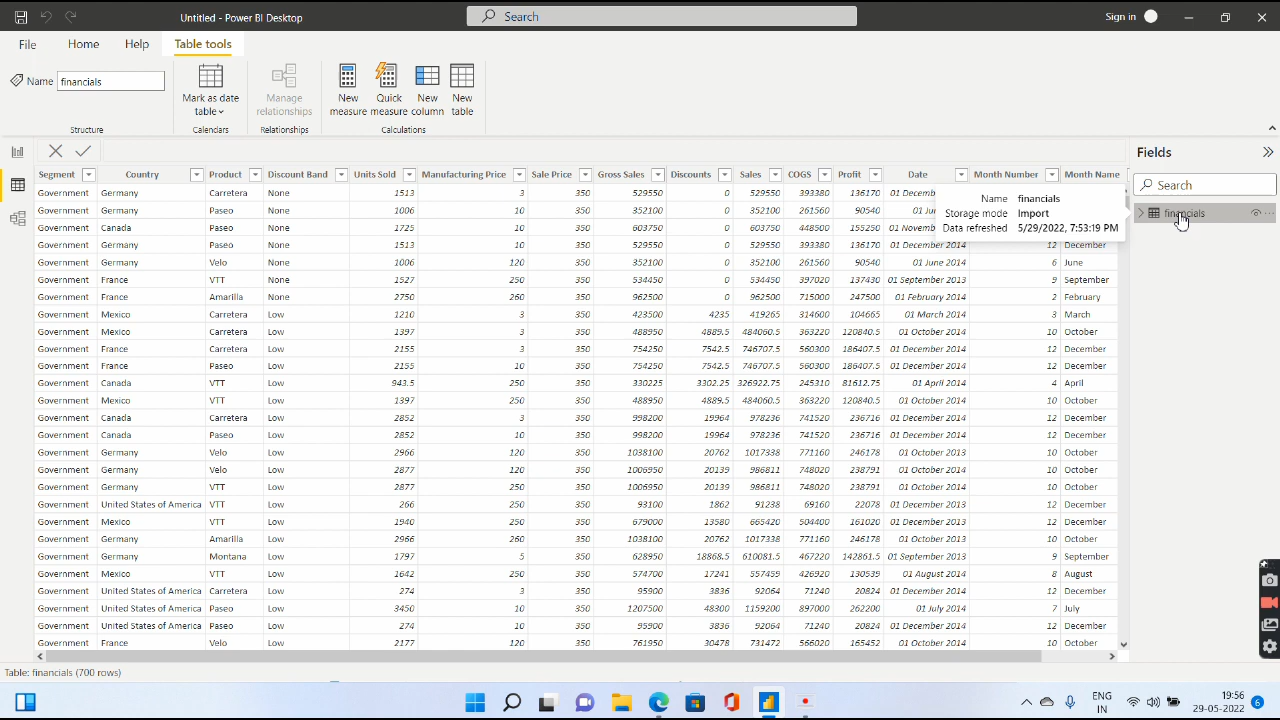 Untitled - Power BI Desktop
Search
Sign in
File Home Help Table tools
Name financials
Mark as date table
Manage relationships
New measure
Quick measure
New column
New table
Structure Calendars Relationships Calculations
Fields
Search
financials
Name financials
Storage mode Import
Data refreshed 5/29/2022, 7:53:19 PM
Segment Country Product Discount Band Units Sold Manufacturing Price Sale Price Gross Sales Discounts Sales COGS Profit Date Month Number Month Name
Government Germany Carretera None 1513 3 350 529550 0 529550 393380 136170 01 Decemb
Government Germany Paseo None 1006 10 350 352100 0 352100 261560 90540 01 Ju
Government Canada Paseo None 1725 10 350 603750 0 603750 448500 155250 01 Novemb
Government Germany Paseo None 1513 10 350 529550 0 529550 393380 136170 01 December 2013 12 December
Government Germany Velo None 1006 120 350 352100 0 352100 261560 90540 01 June 2014 6 June
Government France VTT None 1527 250 350 534450 0 534450 397020 137430 01 September 2013 9 September
Government France Amarilla None 2750 260 350 962500 0 962500 715000 247500 01 February 2014 2 February
Government Mexico Carretera Low 1210 3 350 423500 4235 419265 314600 104665 01 March 2014 3 March
Government Mexico Carretera Low 1397 3 350 488950 4889.5 484060.5 363220 120840.5 01 October 2014 10 October
Government France Carretera Low 2155 3 350 754250 7542.5 746707.5 560300 186407.5 01 December 2014 12 December
Government France Paseo Low 2155 10 350 754250 7542.5 746707.5 560300 186407.5 01 December 2014 12 December
Government Canada VTT Low 943.5 250 350 330225 3302.25 326922.75 245310 81612.75 01 April 2014 4 April
Government Mexico VTT Low 1397 250 350 488950 4889.5 484060.5 363220 120840.5 01 October 2014 10 October
Government Canada Carretera Low 2852 3 350 998200 19964 978236 741520 236716 01 December 2014 12 December
Government Canada Paseo Low 2852 10 350 998200 19964 978236 741520 236716 01 December 2014 12 December
Government Germany Velo Low 2966 120 350 1038100 20762 1017338 771160 246178 01 October 2013 10 October
Government Germany Velo Low 2877 120 350 1006950 20139 986811 748020 238791 01 October 2014 10 October
Government Germany VTT Low 2877 250 350 1006950 20139 986811 748020 238791 01 October 2014 10 October
Government United States of America VTT Low 266 250 350 93100 1862 91238 69160 22078 01 December 2013 12 December
Government Mexico VTT Low 1940 250 350 679000 13580 665420 504400 161020 01 December 2013 12 December
Government Germany Amarilla Low 2966 260 350 1038100 20762 1017338 771160 246178 01 October 2013 10 October
Government Germany Montana Low 1797 5 350 628950 18868.5 610081.5 467220 142861.5 01 September 2013 9 September
Government Mexico VTT Low 1642 250 350 574700 17241 557459 426920 130539 01 August 2014 8 August
Government United States of America Carretera Low 274 3 350 95900 3836 92064 71240 20824 01 December 2014 12 December
Government United States of America Paseo Low 3450 10 350 1207500 48300 1159200 897000 262200 01 July 2014 7 July
Government United States of America Paseo Low 274 10 350 95900 3836 92064 71240 20824 01 December 2014 12 December
Government France Velo Low 2177 120 350 761950 30478 731472 566020 165452 01 October 2014 10 October
Table: financials (700 rows)
ENG
IN
19:56
29-05-2022
6